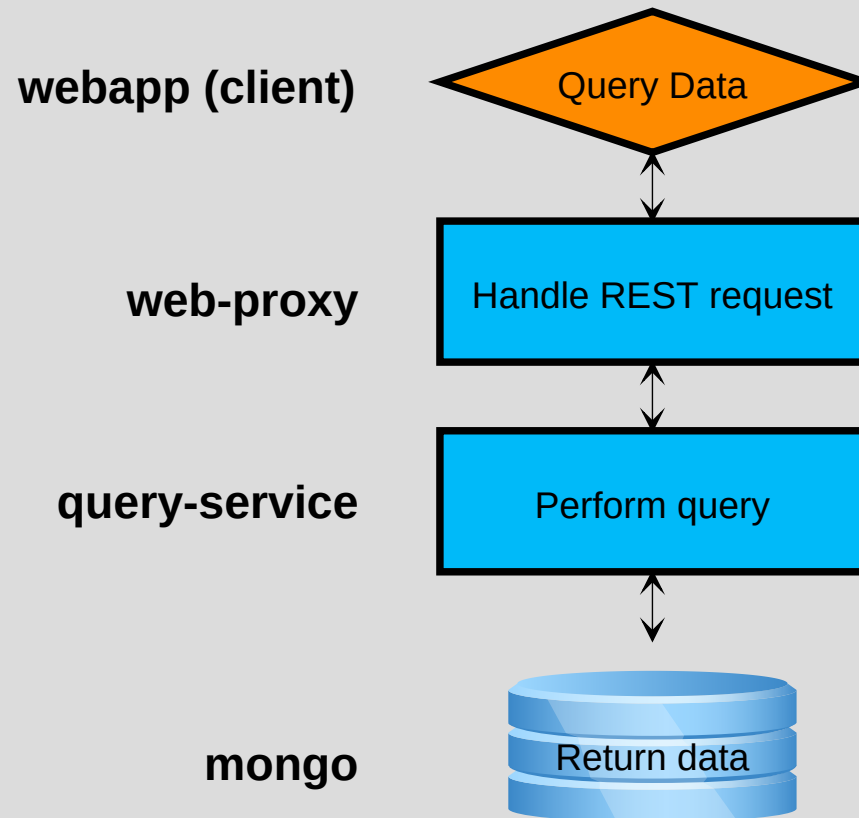 webapp (client)
Query Data
web-proxy
Handle REST request
query-service
Perform query
mongo
Return data